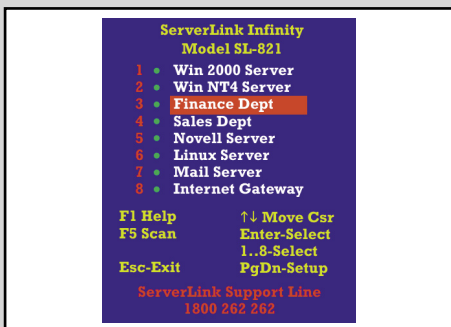 ServerLink Infinity
Model SL-821
1 • Win 2000 Server
2 • Win NT4 Server
3 • Finance Dept
4 • Sales Dept
5 • Novell Server
6 • Linux Server
7 • Mail Server
8 • Internet Gateway
F1 Help ↑↓ Move Csr
F5 Scan Enter-Select
1..8-Select
Esc-Exit PgDn-Setup
ServerLink Support Line
1800 262 262